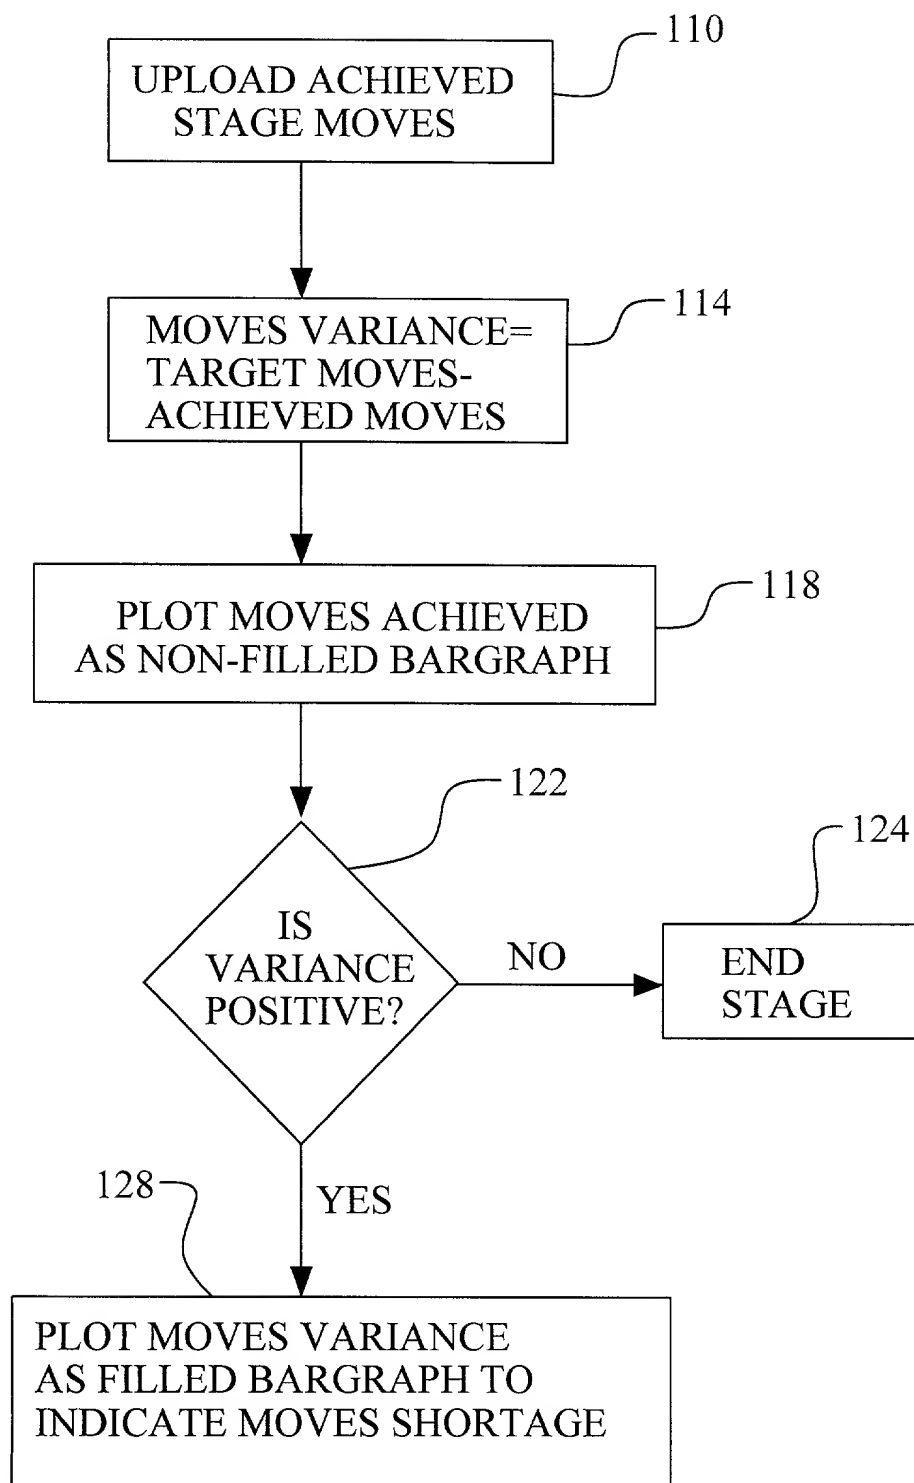 110
UPLOAD ACHIEVED
STAGE MOVES
114
MOVES VARIANCE=
TARGET MOVES-
ACHIEVED MOVES
118
PLOT MOVES ACHIEVED
AS NON-FILLED BARGRAPH
122
124
IS
VARIANCE
POSITIVE?
NO
END
STAGE
128
YES
PLOT MOVES VARIANCE
AS FILLED BARGRAPH TO
INDICATE MOVES SHORTAGE